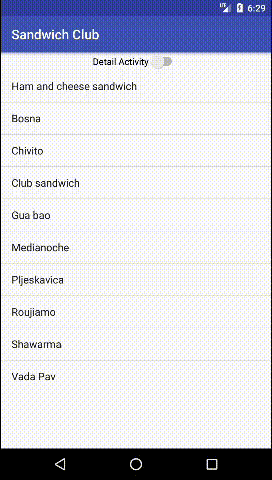 LTE 6:29
Sandwich Club
Detail Activity
Ham and cheese sandwich
Bosna
Chivito
Club sandwich
Gua bao
Medianoche
Pljeskavica
Roujiamo
Shawarma
Vada Pav